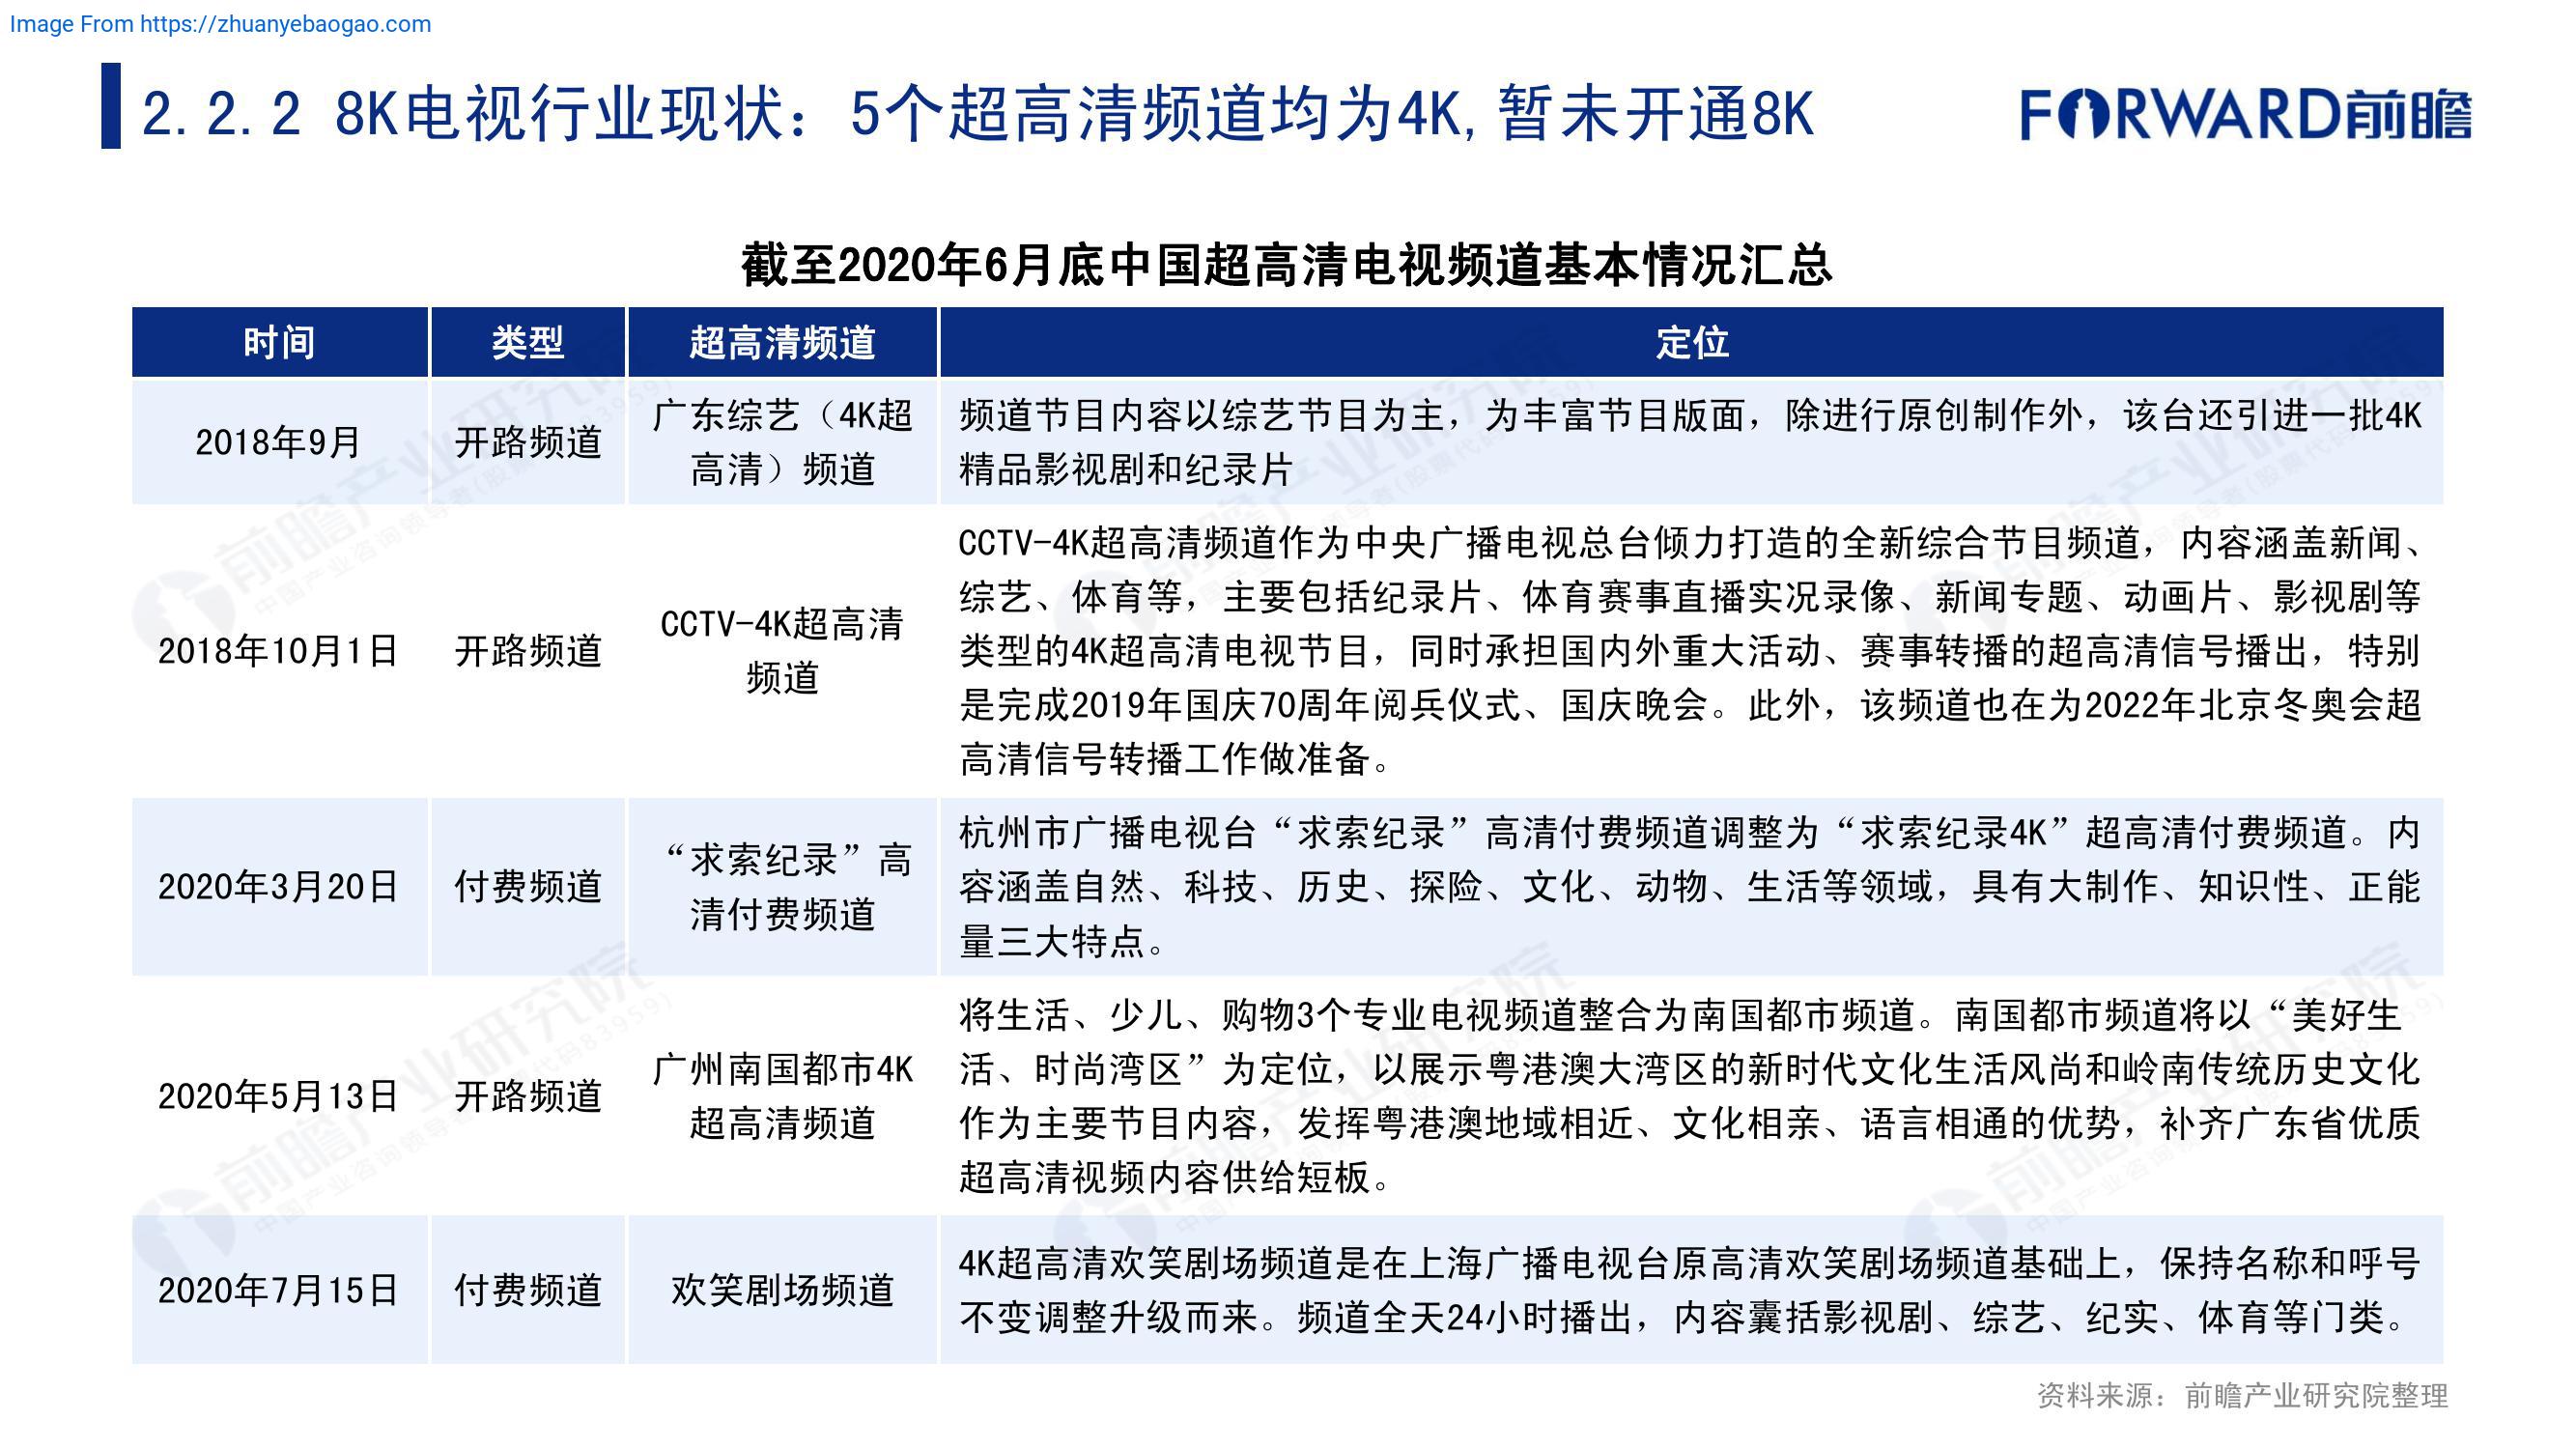 Image From https://zhuanyebaogao.com
2.2.2 8K电视行业现状：5个超高清频道均为4K,暂未开通8K
FORWARD前瞻
截至2020年6月底中国超高清电视频道基本情况汇总
时间 类型 超高清频道 定位
2018年9月
开路频道
广东综艺（4K超
高清）频道
频道节目内容以综艺节目为主，为丰富节目版面，除进行原创制作外，该台还引进一批4K
精品影视剧和纪录片
2018年10月1日
开路频道
CCTV-4K超高清
频道
CCTV-4K超高清频道作为中央广播电视总台倾力打造的全新综合节目频道，内容涵盖新闻、
综艺、体育等，主要包括纪录片、体育赛事直播实况录像、新闻专题、动画片、影视剧等
类型的4K超高清电视节目，同时承担国内外重大活动、赛事转播的超高清信号播出，特别
是完成2019年国庆70周年阅兵仪式、国庆晚会。此外，该频道也在为2022年北京冬奥会超
高清信号转播工作做准备。
2020年3月20日
付费频道
“求索纪录”高
清付费频道
杭州市广播电视台“求索纪录”高清付费频道调整为“求索纪录4K”超高清付费频道。内
容涵盖自然、科技、历史、探险、文化、动物、生活等领域，具有大制作、知识性、正能
量三大特点。
2020年5月13日
开路频道
广州南国都市4K
超高清频道
将生活、少儿、购物3个专业电视频道整合为南国都市频道。南国都市频道将以“美好生
活、时尚湾区”为定位，以展示粤港澳大湾区的新时代文化生活风尚和岭南传统历史文化
作为主要节目内容，发挥粤港澳地域相近、文化相亲、语言相通的优势，补齐广东省优质
超高清视频内容供给短板。
2020年7月15日
付费频道
欢笑剧场频道
4K超高清欢笑剧场频道是在上海广播电视台原高清欢笑剧场频道基础上，保持名称和呼号
不变调整升级而来。频道全天24小时播出，内容囊括影视剧、综艺、纪实、体育等门类。
资料来源：前瞻产业研究院整理